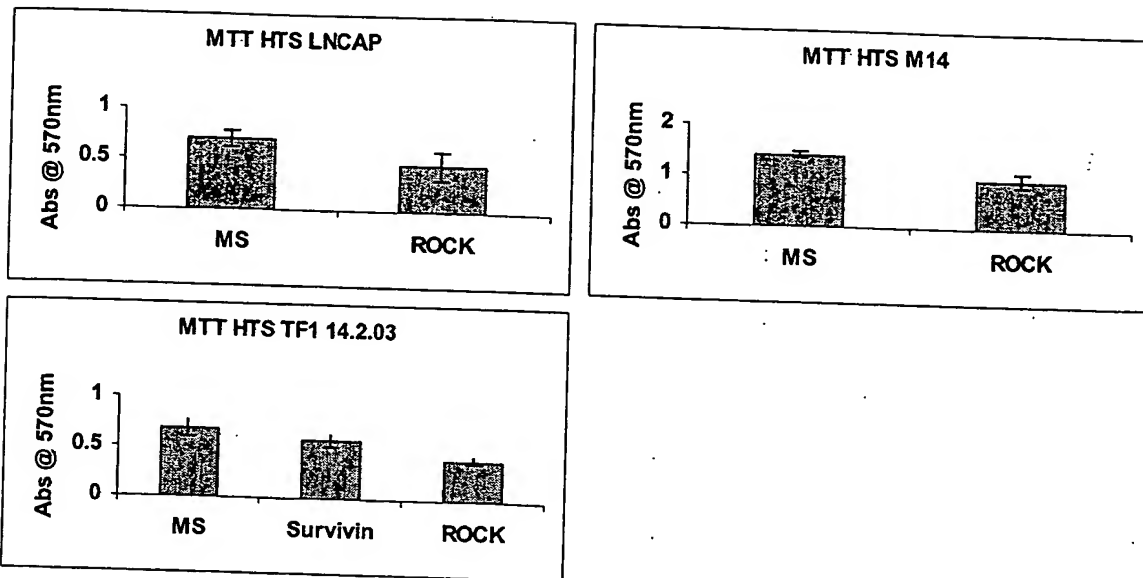 MTT HTS LNCAP
Abs @ 570nm
1
0.5
0
MS ROCK
MTT HTS M14
Abs @ 570nm
2
1
0
MS ROCK
MTT HTS TF1 14.2.03
Abs @ 570nm
1
0.5
0
MS Survivin ROCK